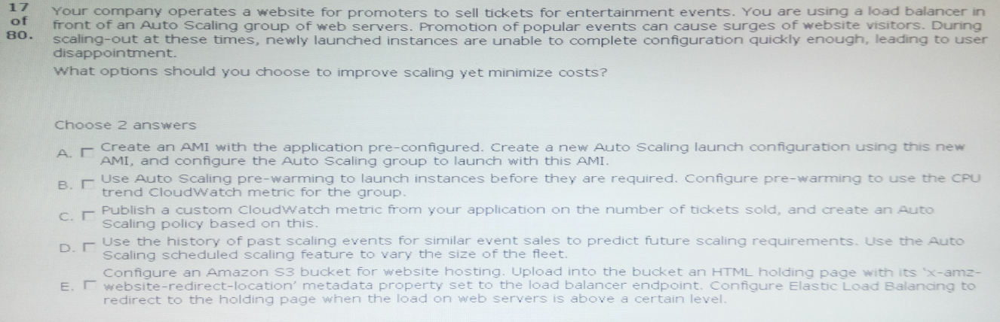 17
of
80.
Your company operates a website for promoters to sell tickets for entertainment events. You are using a load balancer in
front of an Auto Scaling group of web servers. Promotion of popular events can cause surges of website visitors. During
scaling-out at these times, newly launched instances are unable to complete configuration quickly enough, leading to user
disappointment.
What options should you choose to improve scaling yet minimize costs?
Choose 2 answers
A. Create an AMI with the application pre-configured. Create a new Auto Scaling launch configuration using this new
AMI, and configure the Auto Scaling group to launch with this AMI.
B. Use Auto Scaling pre-warming to launch instances before they are required. Configure pre-warming to use the CPU
trend CloudWatch metric for the group.
C. Publish a custom CloudWatch metric from your application on the number of tickets sold, and create an Auto
Scaling policy based on this.
D. Use the history of past scaling events for similar event sales to predict future scaling requirements. Use the Auto
Scaling scheduled scaling feature to vary the size of the fleet.
Configure an Amazon S3 bucket for website hosting. Upload into the bucket an HTML holding page with its 'x-amz-
E. website-redirect-location' metadata property set to the load balancer endpoint. Configure Elastic Load Balancing to
redirect to the holding page when the load on web servers is above a certain level.